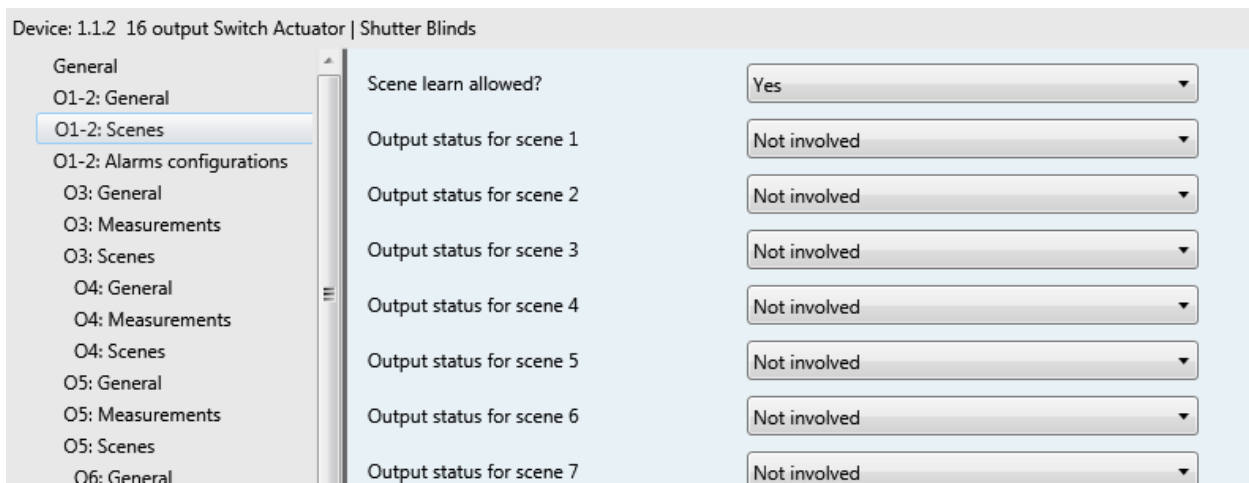 Device: 1.1.2  16 output Switch Actuator | Shutter Blinds
General
O1-2: General
O1-2: Scenes
O1-2: Alarms configurations
O3: General
O3: Measurements
O3: Scenes
O4: General
O4: Measurements
O4: Scenes
O5: General
O5: Measurements
O5: Scenes
O6: General
Scene learn allowed? Yes
Output status for scene 1 Not involved
Output status for scene 2 Not involved
Output status for scene 3 Not involved
Output status for scene 4 Not involved
Output status for scene 5 Not involved
Output status for scene 6 Not involved
Output status for scene 7 Not involved